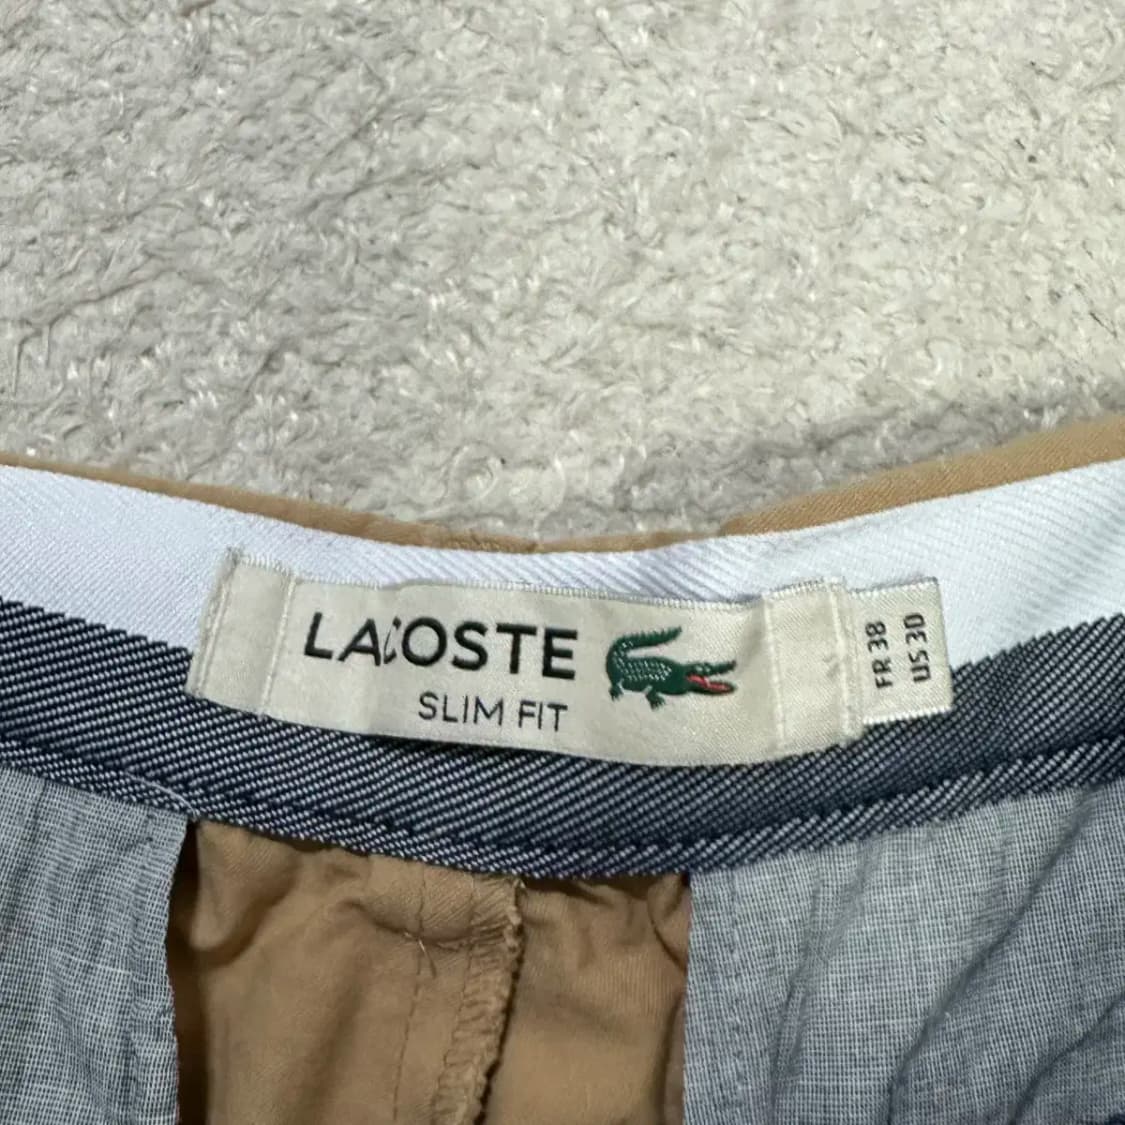 LACOSTE
SLIM FIT
FR 38
US 30